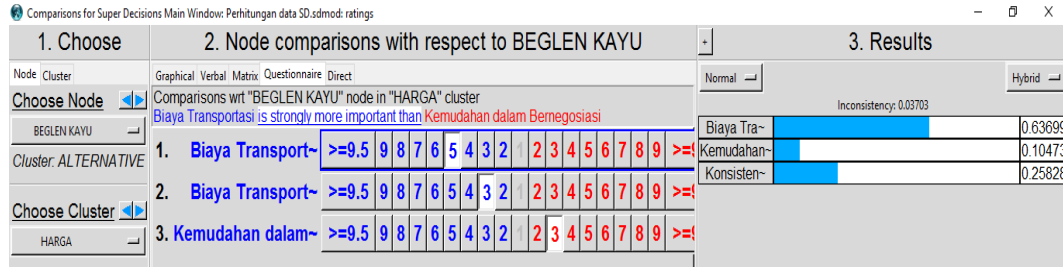 Comparisons for Super Decisions Main Window: Perhitungan data SD.sdmod: ratings
1. Choose
Node Cluster
Choose Node
BEGLEN KAYU
Cluster: ALTERNATIVE
Choose Cluster
HARGA
2. Node comparisons with respect to BEGLEN KAYU
Graphical Verbal Matrix Questionnaire Direct
Comparisons wrt "BEGLEN KAYU" node in "HARGA" cluster
Biaya Transportasi is strongly more important than Kemudahan dalam Bernegosiasi
1. Biaya Transport~ >=9.5 9 8 7 6 5 4 3 2 1 2 3 4 5 6 7 8 9 >=9
2. Biaya Transport~ >=9.5 9 8 7 6 5 4 3 2 1 2 3 4 5 6 7 8 9 >=9
3. Kemudahan dalam~ >=9.5 9 8 7 6 5 4 3 2 1 2 3 4 5 6 7 8 9 >=9
+ 3. Results
Normal Hybrid
Inconsistency: 0.03703
Biaya Tra~ 0.63699
Kemudahan~ 0.10473
Konsisten~ 0.25828